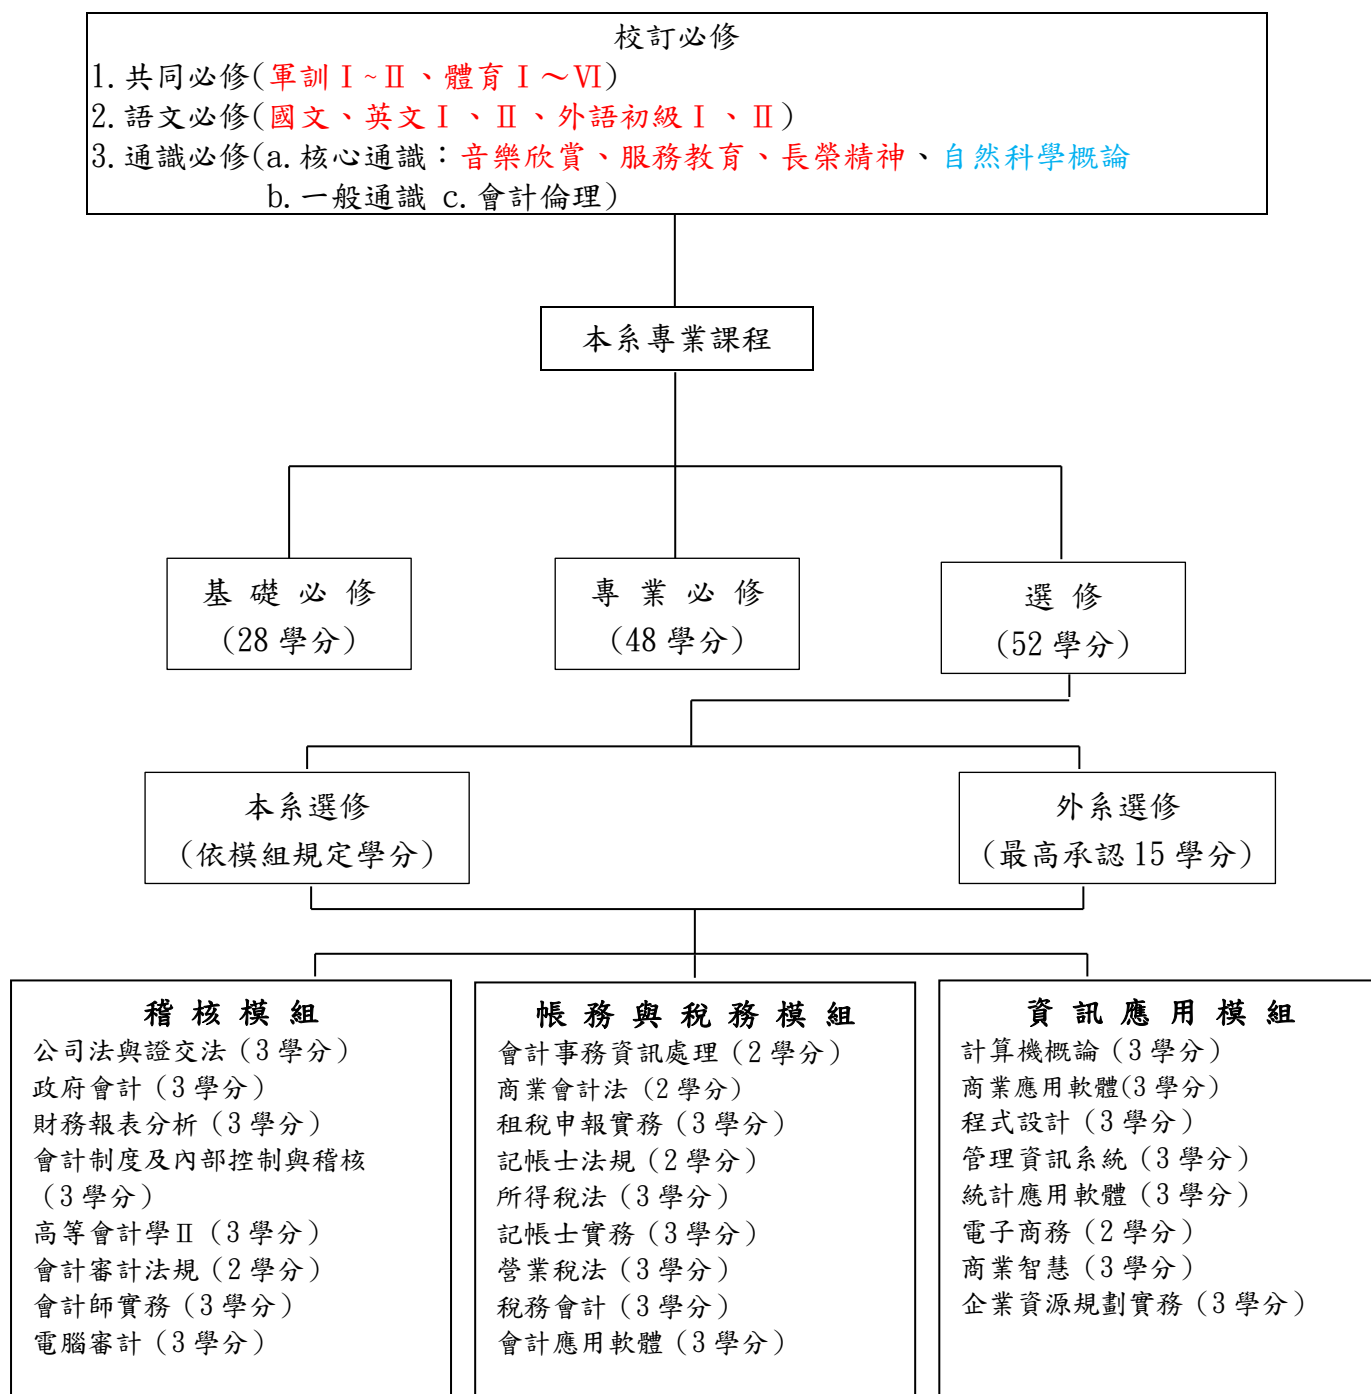 校訂必修
1.共同必修(軍訓Ⅰ~Ⅱ、體育Ⅰ～Ⅵ)
2.語文必修(國文、英文Ⅰ、Ⅱ、外語初級Ⅰ、Ⅱ)
3.通識必修(a.核心通識：音樂欣賞、服務教育、長榮精神、自然科學概論
b.一般通識 c.會計倫理)
本系專業課程
基礎必修
(28學分)
專業必修
(48學分)
選修
(52學分)
本系選修
(依模組規定學分)
外系選修
(最高承認15學分)
稽核模組
公司法與證交法(3學分)
政府會計(3學分)
財務報表分析(3學分)
會計制度及內部控制與稽核
(3學分)
高等會計學Ⅱ(3學分)
會計審計法規(2學分)
會計師實務(3學分)
電腦審計(3學分)
帳務與稅務模組
會計事務資訊處理(2學分)
商業會計法(2學分)
租稅申報實務(3學分)
記帳士法規(2學分)
所得稅法(3學分)
記帳士實務(3學分)
營業稅法(3學分)
稅務會計(3學分)
會計應用軟體(3學分)
資訊應用模組
計算機概論(3學分)
商業應用軟體(3學分)
程式設計(3學分)
管理資訊系統(3學分)
統計應用軟體(3學分)
電子商務(2學分)
商業智慧(3學分)
企業資源規劃實務(3學分)